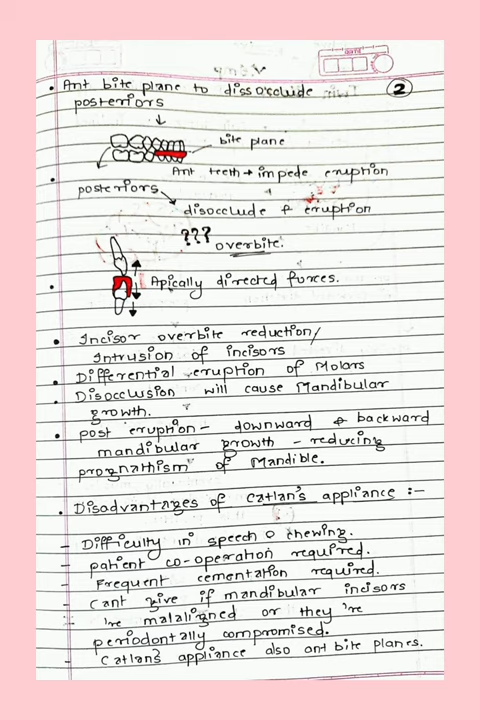 • Ant bite plane to dissocclude
posteriors
2
bite plane
• Ant teeth → impede eruption
posteriors
disocclude & eruption
??? overbite.
• Apically directed forces.
• Incisor overbite reduction/
Intrusion of incisors
• Differential eruption of Molars
• Disocclusion will cause Mandibular
growth.
• post eruption - downward & backward
mandibular growth - reducing
prognathism of Mandible.
• Disadvantages of Catlan's appliance :-
- Difficulty in speech & chewing.
- patient co-operation required.
- Frequent cementation required.
- Cant give if mandibular incisors
're malaligned or they're
periodontally compromised.
- Catlan's appliance also ant bite planes.